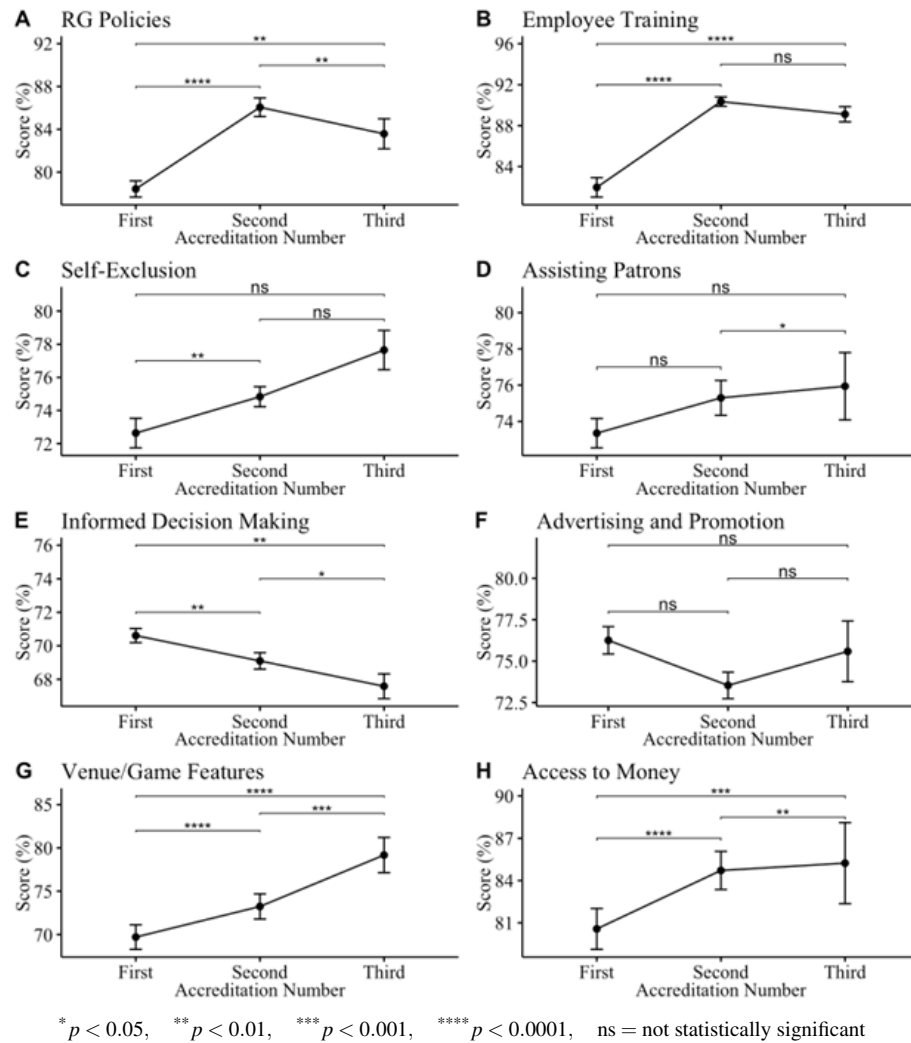 A RG Policies
92
**
**
****
86
84
80
Score (%)
First Second Third
Accreditation Number
B Employee Training
96
****
ns
****
92
88
84
Score (%)
First Second Third
Accreditation Number
C Self-Exclusion
ns
80
ns
78
**
76
74
72
Score (%)
First Second Third
Accreditation Number
D Assisting Patrons
ns
80
*
78
ns
76
74
Score (%)
First Second Third
Accreditation Number
E Informed Decision Making
76
**
74
*
72
**
70
68
Score (%)
First Second Third
Accreditation Number
F Advertising and Promotion
ns
80.0
ns
ns
77.5
75.0
72.5
Score (%)
First Second Third
Accreditation Number
G Venue/Game Features
****
85
***
****
80
75
70
Score (%)
First Second Third
Accreditation Number
H Access to Money
90
***
**
****
87
84
81
Score (%)
First Second Third
Accreditation Number
* p < 0.05, ** p < 0.01, *** p < 0.001, **** p < 0.0001, ns = not statistically significant